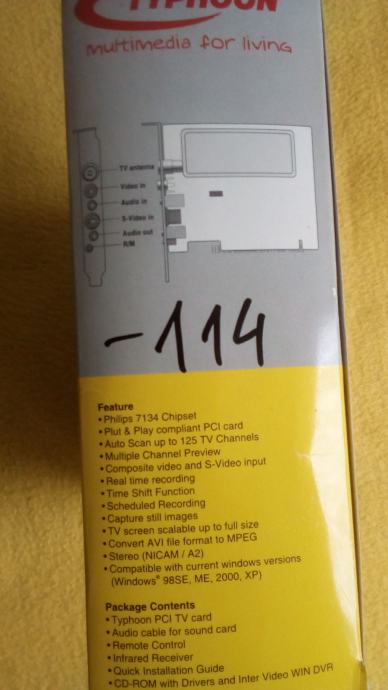 TYPHOON
multimedia for living
TV antenna
Video in
Audio in
S-Video in
Audio out
R/M
-114
Feature
• Philips 7134 Chipset
• Plut & Play compliant PCI card
• Auto Scan up to 125 TV Channels
• Multiple Channel Preview
• Composite video and S-Video input
• Real time recording
• Time Shift Function
• Scheduled Recording
• Capture still images
• TV screen scalable up to full size
• Convert AVI file format to MPEG
• Stereo (NICAM / A2)
• Compatible with current windows versions
(Windows® 98SE, ME, 2000, XP)
Package Contents
• Typhoon PCI TV card
• Audio cable for sound card
• Remote Control
• Infrared Receiver
• Quick Installation Guide
• CD-ROM with Drivers and Inter Video WIN DVR